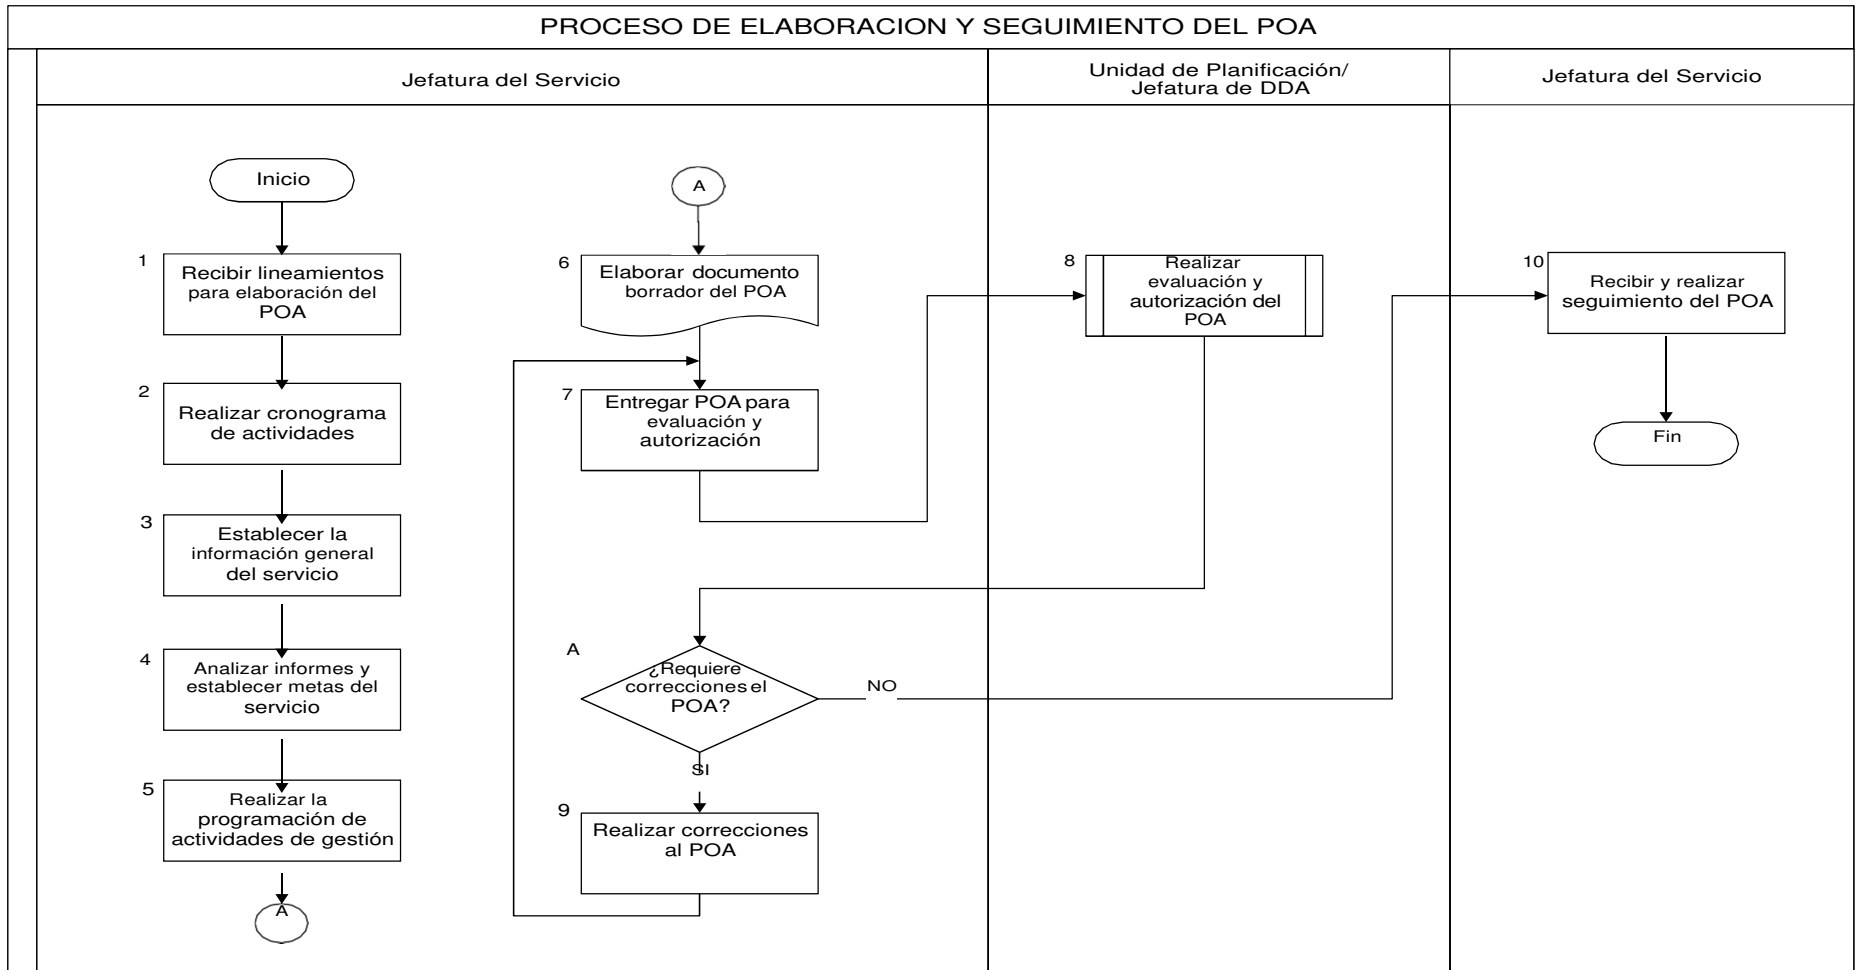 PROCESO DE ELABORACION Y SEGUIMIENTO DEL POA
Jefatura del Servicio
Unidad de Planificación/
Jefatura de DDA
Jefatura del Servicio
Inicio
1
Recibir lineamientos
para elaboración del
POA
2
Realizar cronograma
de actividades
3
Establecer la
información general
del servicio
4
Analizar informes y
establecer metas del
servicio
5
Realizar la
programación de
actividades de gestión
A
A
6
Elaborar documento
borrador del POA
7
Entregar POA para
evaluación y
autorización
A
¿Requiere
correcciones el
POA?
NO
SI
9
Realizar correcciones
al POA
8
Realizar
evaluación y
autorización del
POA
10
Recibir y realizar
seguimiento del POA
Fin